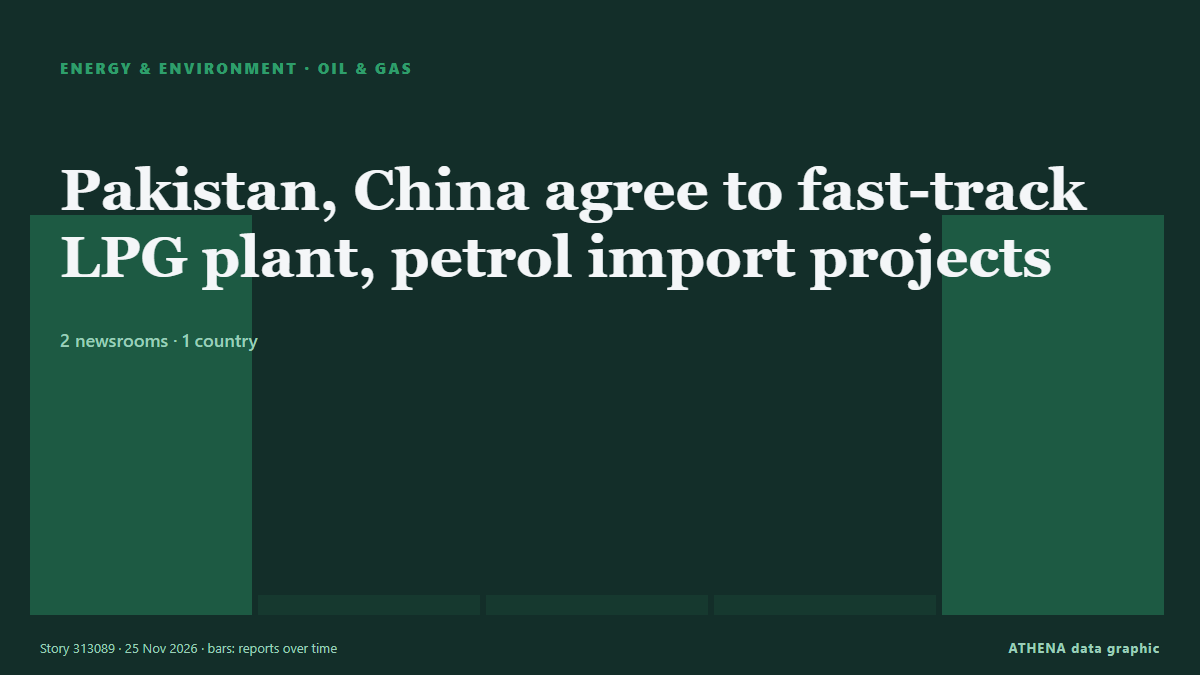 ENERGY & ENVIRONMENT · OIL & GAS
Pakistan, China agree to fast-track
LPG plant, petrol import projects
2 newsrooms · 1 country
Story 313089 · 25 Nov 2026 · bars: reports over time
ATHENA data graphic